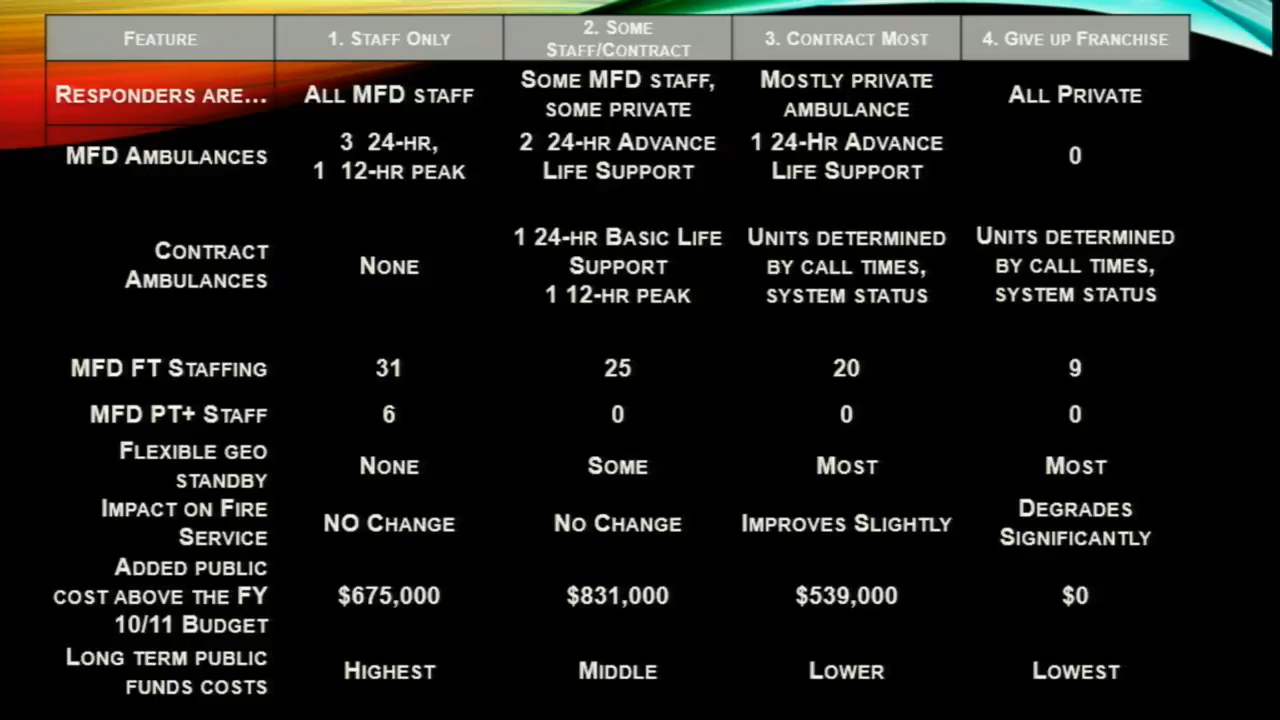 FEATURE
1. STAFF ONLY
2. SOME
STAFF/CONTRACT
3. CONTRACT MOST
4. GIVE UP FRANCHISE
RESPONDERS ARE…
ALL MFD STAFF
SOME MFD STAFF,
SOME PRIVATE
MOSTLY PRIVATE
AMBULANCE
ALL PRIVATE
MFD AMBULANCES
3 24-HR,
1 12-HR PEAK
2 24-HR ADVANCE
LIFE SUPPORT
1 24-HR ADVANCE
LIFE SUPPORT
0
CONTRACT
AMBULANCES
NONE
1 24-HR BASIC LIFE
SUPPORT
1 12-HR PEAK
UNITS DETERMINED
BY CALL TIMES,
SYSTEM STATUS
UNITS DETERMINED
BY CALL TIMES,
SYSTEM STATUS
MFD FT STAFFING
31
25
20
9
MFD PT+ STAFF
6
0
0
0
FLEXIBLE GEO
STANDBY
NONE
SOME
MOST
MOST
IMPACT ON FIRE
SERVICE
NO CHANGE
NO CHANGE
IMPROVES SLIGHTLY
DEGRADES
SIGNIFICANTLY
ADDED PUBLIC
COST ABOVE THE FY
10/11 BUDGET
$675,000
$831,000
$539,000
$0
LONG TERM PUBLIC
FUNDS COSTS
HIGHEST
MIDDLE
LOWER
LOWEST